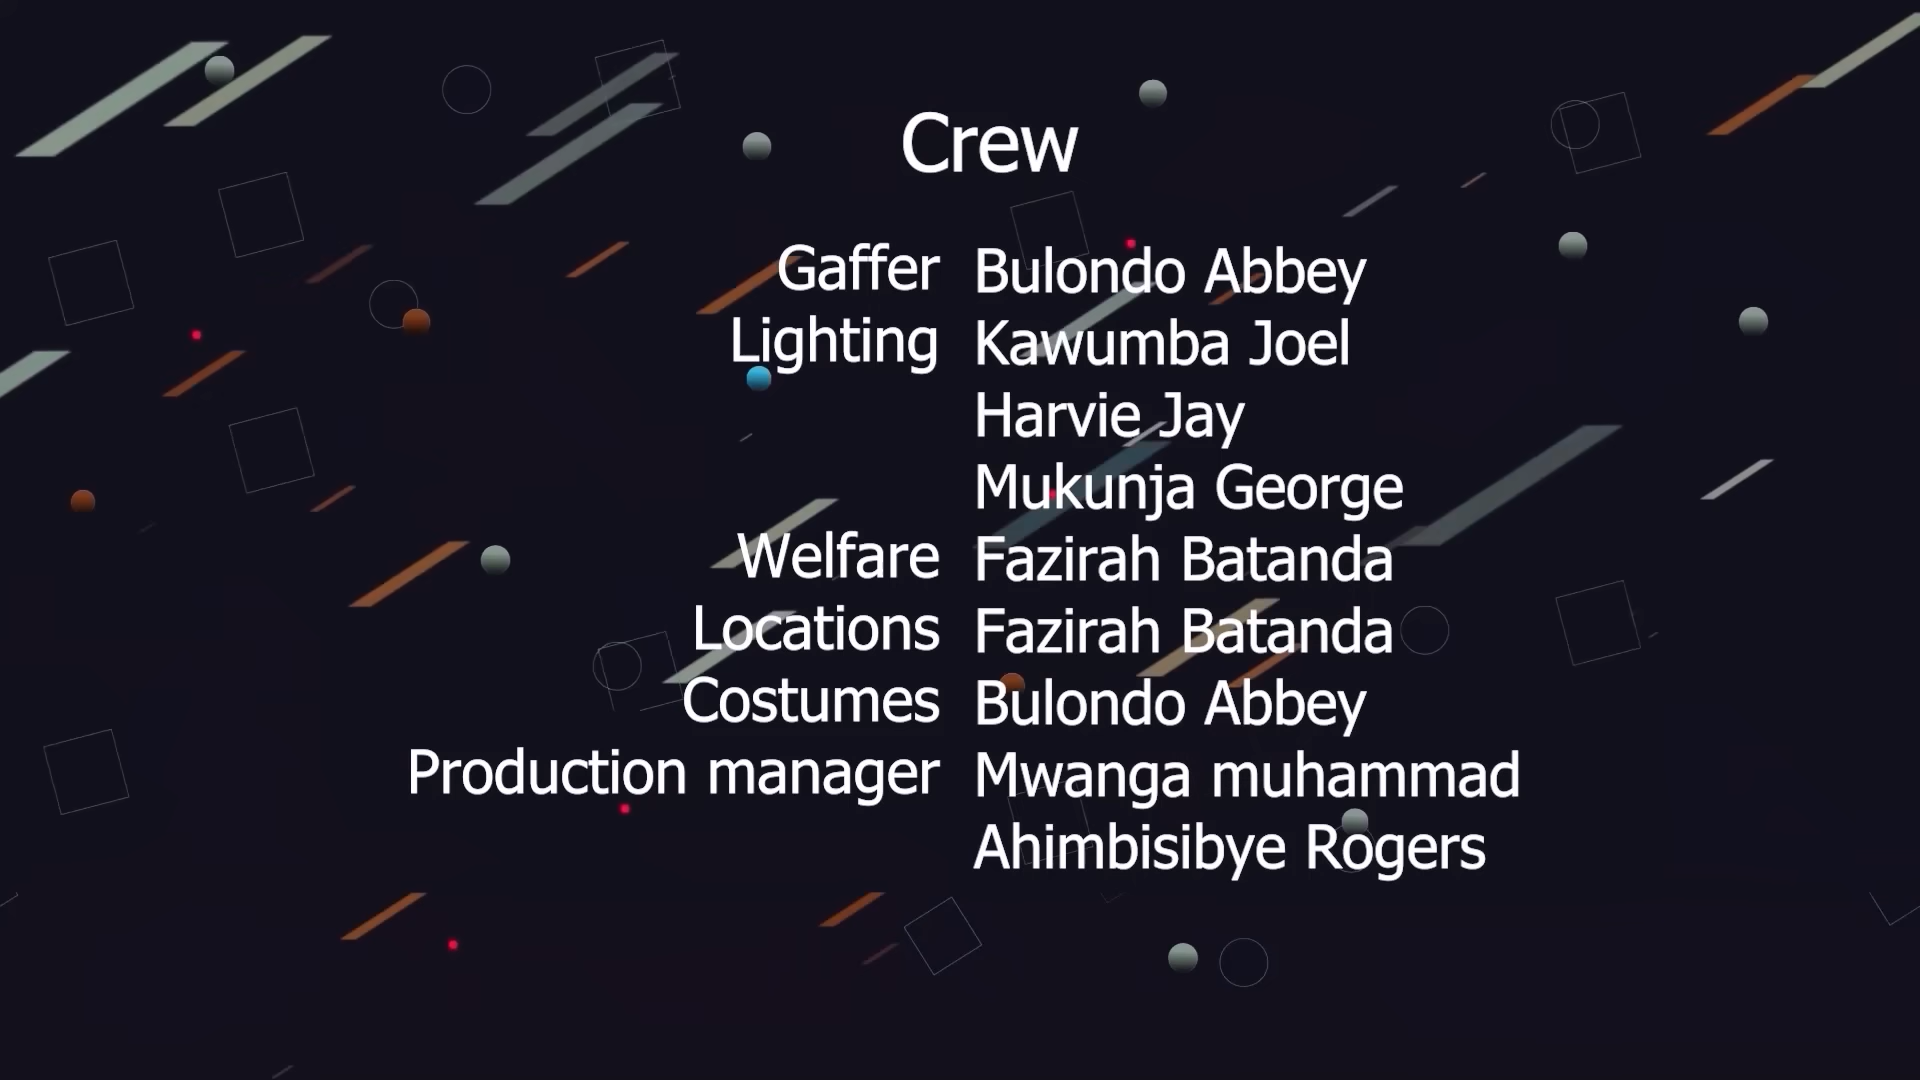 Crew
Gaffer Bulondo Abbey
Lighting Kawumba Joel
Harvie Jay
Mukunja George
Welfare Fazirah Batanda
Locations Fazirah Batanda
Costumes Bulondo Abbey
Production manager Mwanga muhammad
Ahimbisibye Rogers